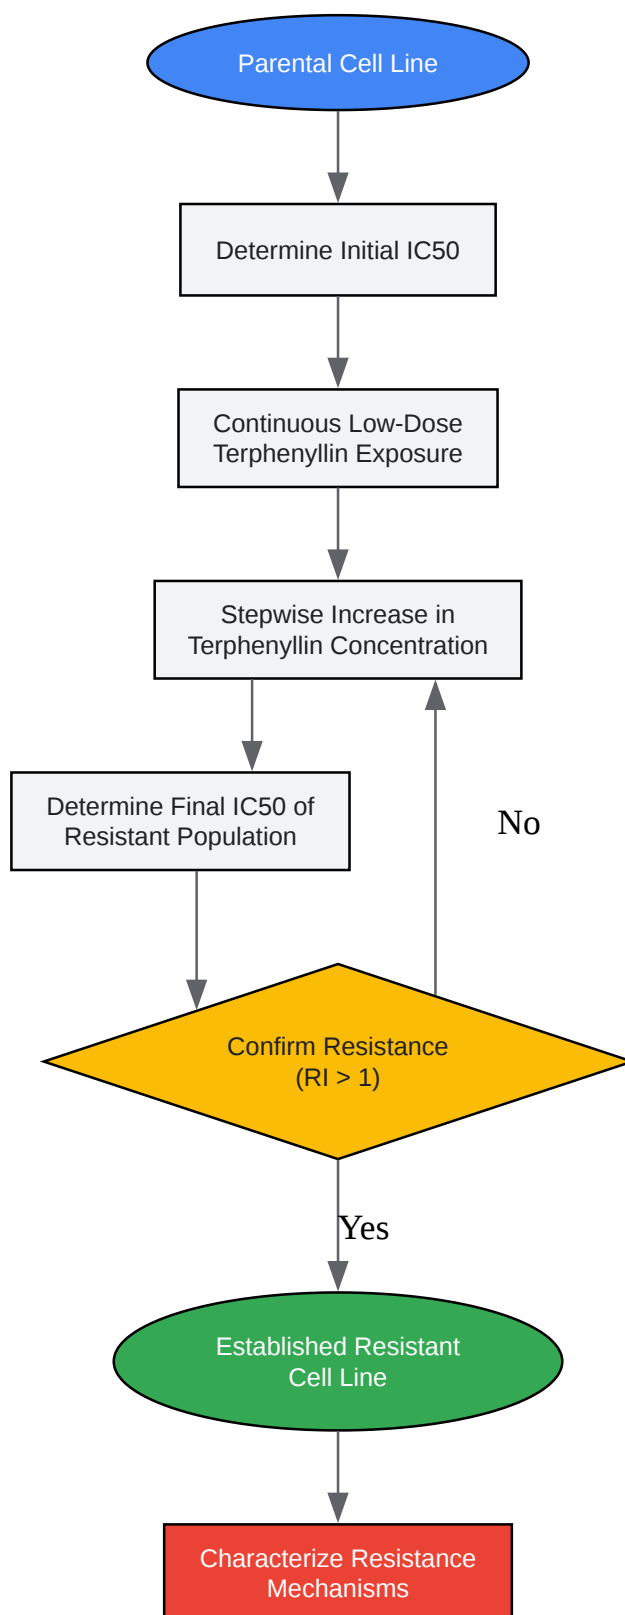 Parental Cell Line
Determine Initial IC50
Continuous Low-Dose
Terphenyllin Exposure
Stepwise Increase in
Terphenyllin Concentration
Determine Final IC50 of
Resistant Population
No
Confirm Resistance
(RI > 1)
Yes
Established Resistant
Cell Line
Characterize Resistance
Mechanisms